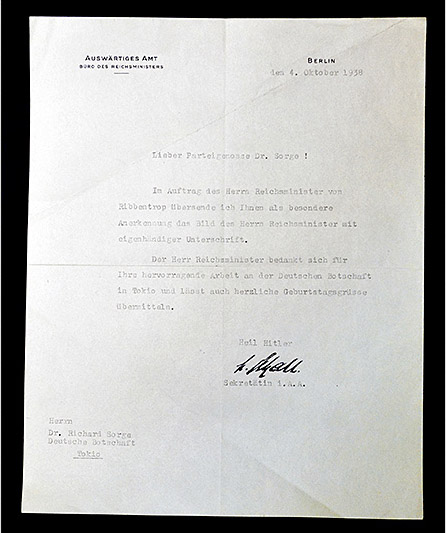 AUSWÄRTIGES AMT
BÜRO DES REICHSMINISTERS
BERLIN
den 4. Oktober 1938
Lieber Parteigenosse Dr. Sorge !
Im Auftrag des Herrn Reichsminister von
Ribbentrop übersende ich Ihnen als besondere
Anerkennung das Bild des Herrn Reichsminister mit
eigenhändiger Unterschrift.
Der Herr Reichsminister bedankt sich für
Ihre hervorragende Arbeit an der Deutschen Botschaft
in Tokio und lässt auch herzliche Geburtstagsgrüsse
übermitteln.
Heil Hitler
Sekretätin i.A.A.
Herrn
Dr. Richard Sorge
Deutsche Botschaft
Tokio